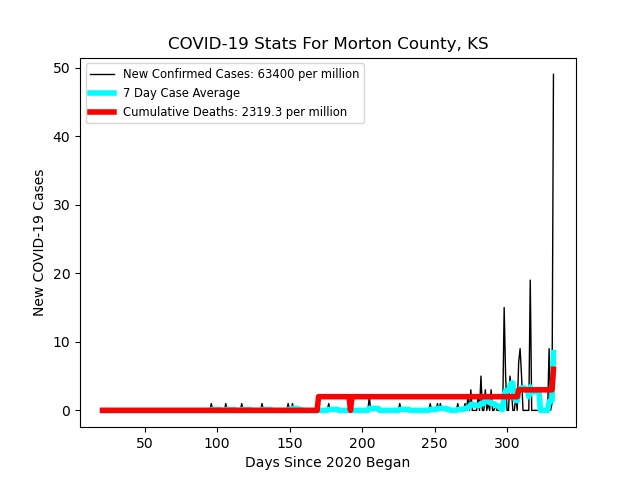 COVID-19 Stats For Morton County, KS
New Confirmed Cases: 63400 per million
7 Day Case Average
Cumulative Deaths: 2319.3 per million
New COVID-19 Cases
50
40
30
20
10
0
50 100 150 200 250 300
Days Since 2020 Began